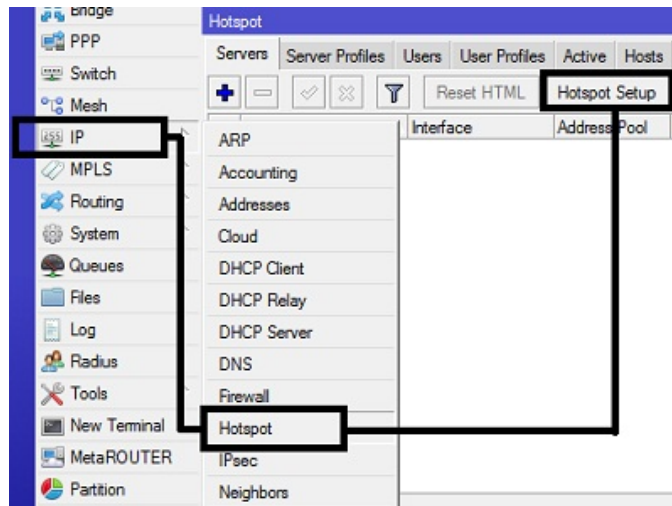 Bridge
PPP
Switch
Mesh
IP
MPLS
Routing
System
Queues
Files
Log
Radius
Tools
New Terminal
MetaROUTER
Partition
ARP
Accounting
Addresses
Cloud
DHCP Client
DHCP Relay
DHCP Server
DNS
Firewall
Hotspot
IPsec
Neighbors
Hotspot
Servers Server Profiles Users User Profiles Active Hosts
Reset HTML Hotspot Setup
Interface Address Pool